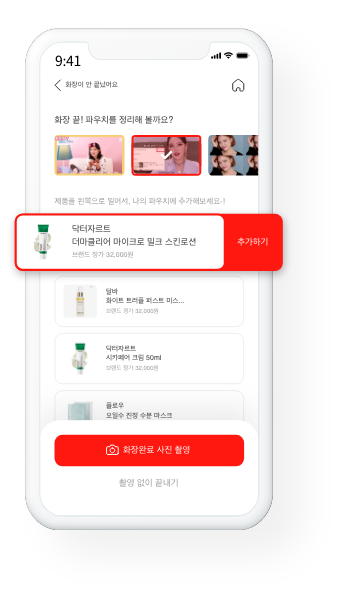 9:41
화장이 안 끝났어요
화장 끝! 파우치를 정리해 볼까요?
제품을 왼쪽으로 밀어서, 나의 파우치에 추가해보세요-!
닥터자르트
더마클리어 마이크로 밀크 스킨로션
브랜드 정가 32,000원
추가하기
달바
화이트 트러플 퍼스트 미스...
브랜드 정가 32,000원
닥터자르트
시카페어 크림 50ml
브랜드 정가 32,000원
플로우
오일수 진정 수분 마스크
화장완료 사진 촬영
촬영 없이 끝내기